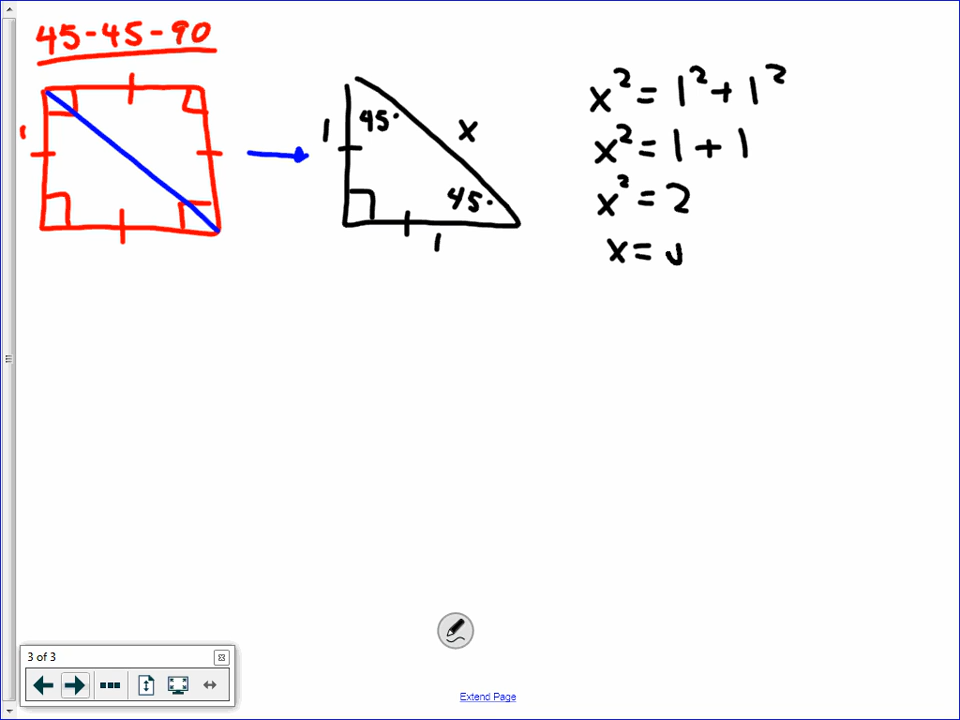 45-45-90
1
1
45°
x
45°
1
x² = 1² + 1²
x² = 1 + 1
x² = 2
x =
3 of 3
Extend Page